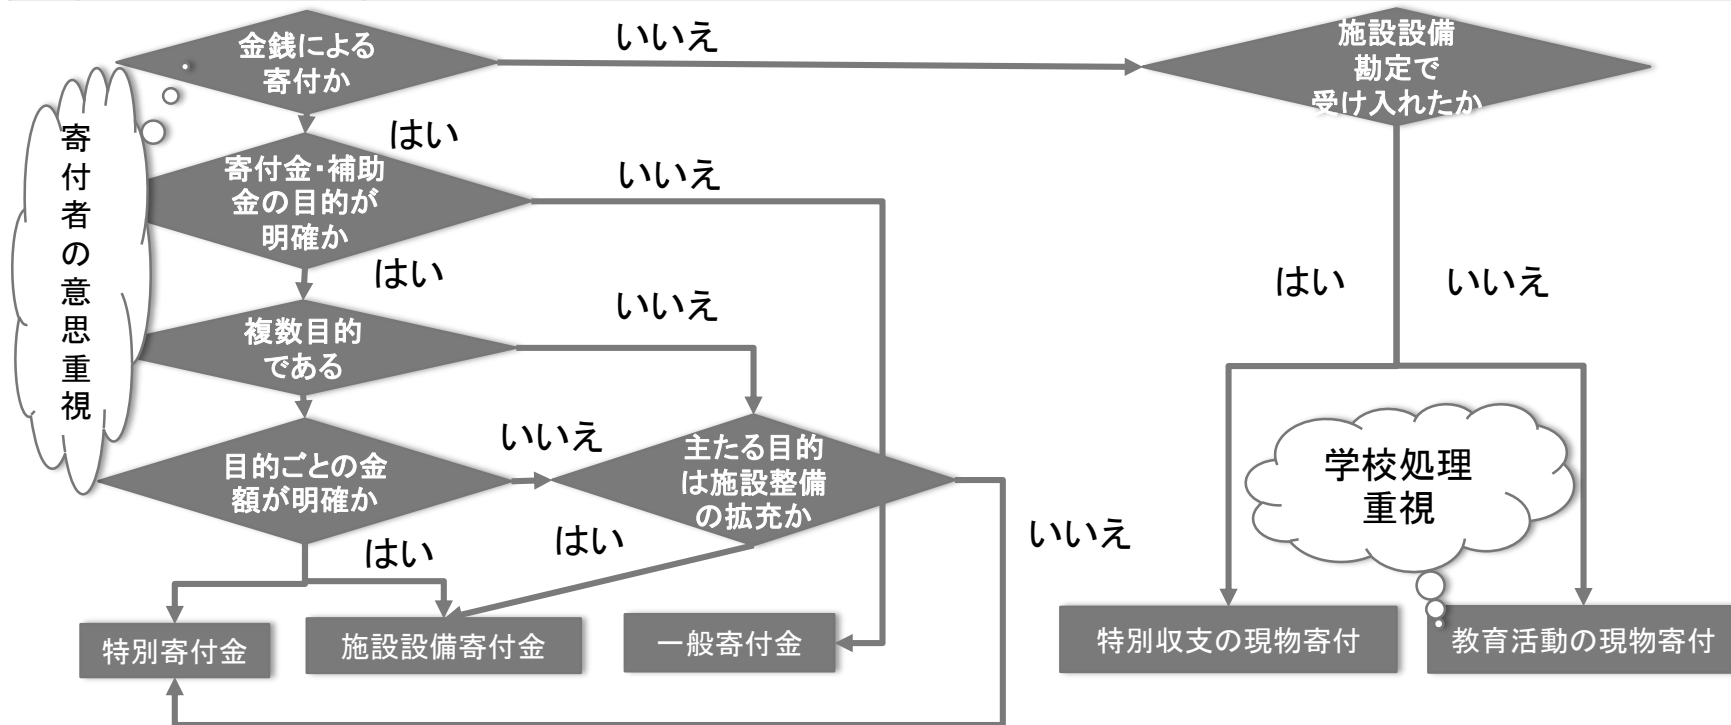 金銭による
寄付か
いいえ
施設設備
勘定で
受け入れたか
はい
寄付者の意思重視
寄付金・補助
金の目的が
明確か
いいえ
はい
複数目的
である
いいえ
はい
いいえ
目的ごとの金
額が明確か
いいえ
主たる目的
は施設整備
の拡充か
学校処理
重視
はい
はい
いいえ
特別寄付金
施設設備寄付金
一般寄付金
特別収支の現物寄付
教育活動の現物寄付